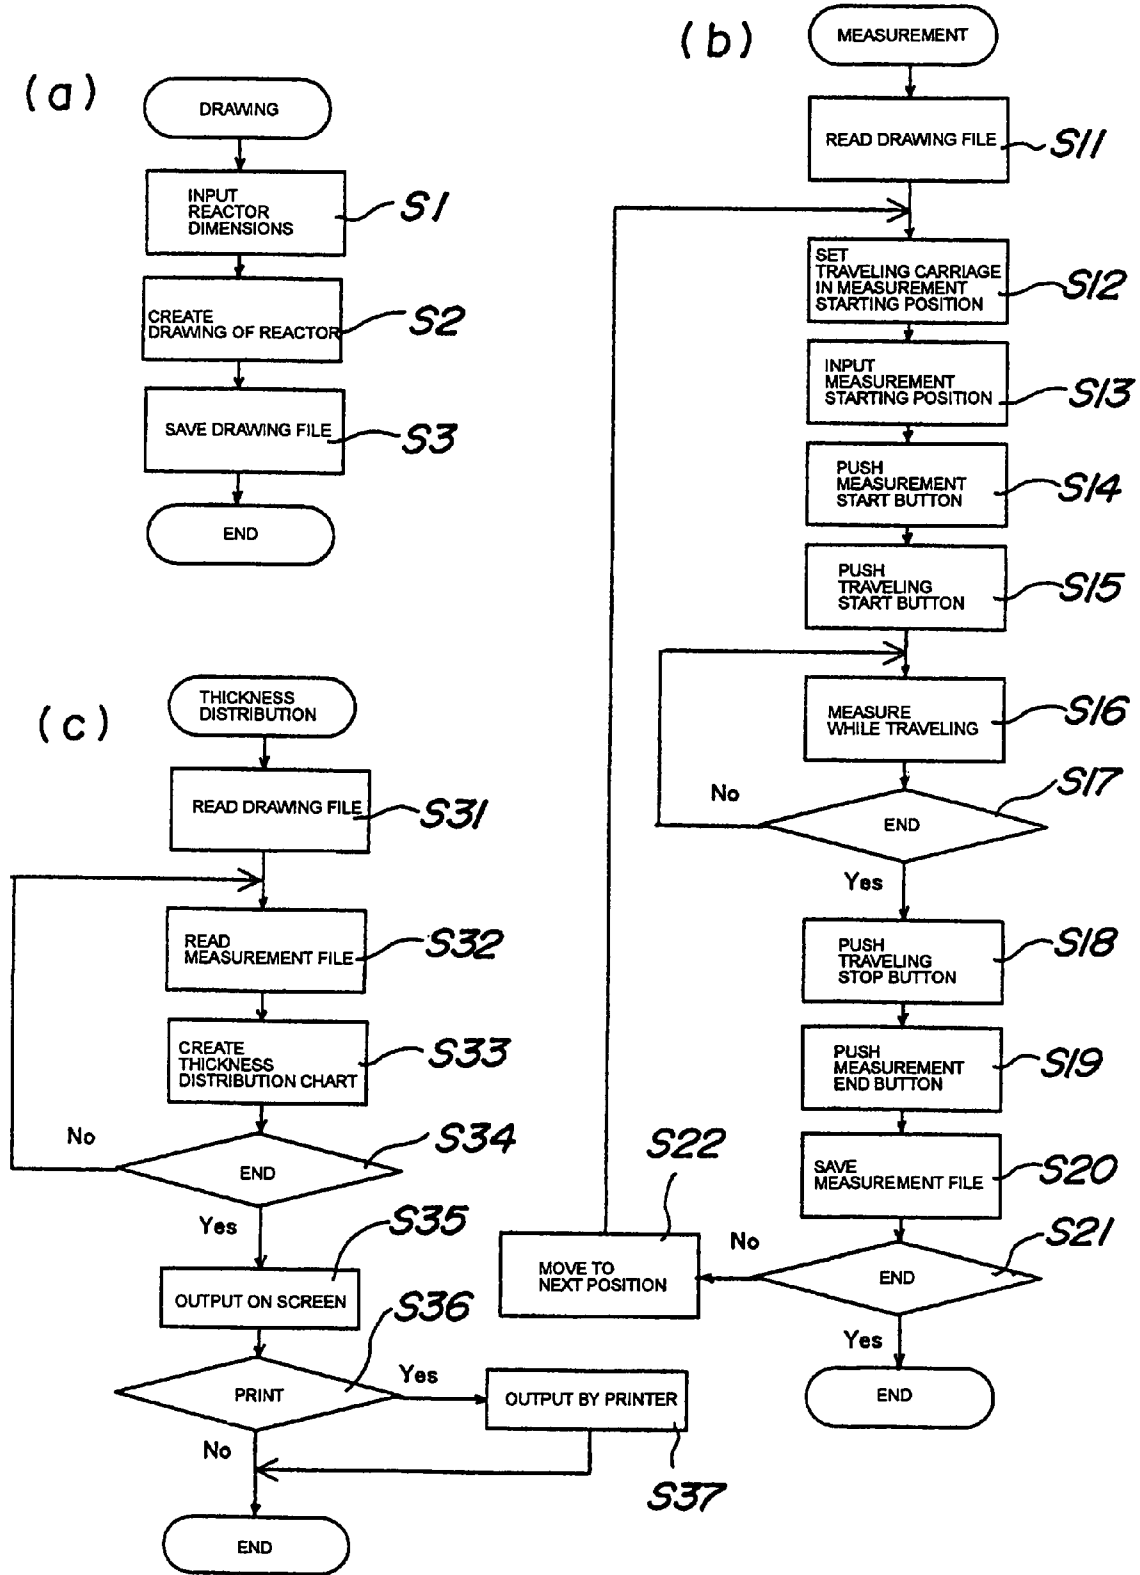 (a)
DRAWING
INPUT
REACTOR
DIMENSIONS
S1
CREATE
DRAWING OF REACTOR
S2
SAVE DRAWING FILE
S3
END
(b)
MEASUREMENT
READ DRAWING FILE
S11
SET
TRAVELING CARRIAGE
IN MEASUREMENT
STARTING POSITION
S12
INPUT
MEASUREMENT
STARTING POSITION
S13
PUSH
MEASUREMENT
START BUTTON
S14
PUSH
TRAVELING
START BUTTON
S15
MEASURE
WHILE TRAVELING
S16
END
S17
No
Yes
PUSH
TRAVELING
STOP BUTTON
S18
PUSH
MEASUREMENT
END BUTTON
S19
SAVE
MEASUREMENT FILE
S20
END
S21
No
MOVE TO
NEXT POSITION
S22
Yes
END
(c)
THICKNESS
DISTRIBUTION
READ DRAWING FILE
S31
READ
MEASUREMENT FILE
S32
CREATE
THICKNESS
DISTRIBUTION CHART
S33
END
S34
No
Yes
OUTPUT ON SCREEN
S35
PRINT
S36
Yes
OUTPUT BY PRINTER
S37
No
END